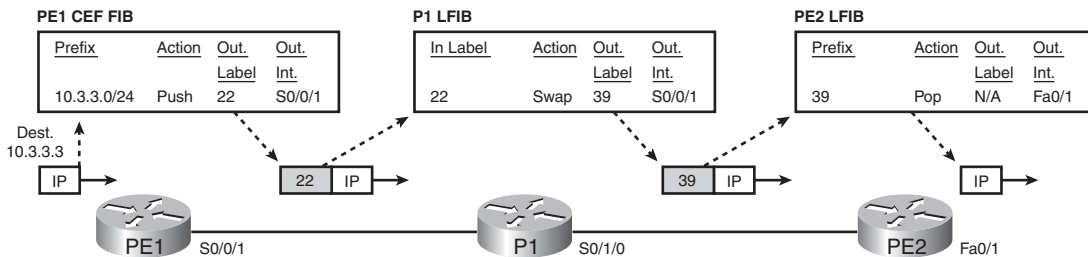 PE1 CEF FIB
Prefix Action Out. Label Out. Int.
10.3.3.0/24 Push 22 S0/0/1
P1 LFIB
In Label Action Out. Label Out. Int.
22 Swap 39 S0/0/1
PE2 LFIB
Prefix Action Out. Label Out. Int.
39 Pop N/A Fa0/1
Dest.
10.3.3.3
IP
22 IP
39 IP
IP
PE1 S0/0/1
P1 S0/1/0
PE2 Fa0/1